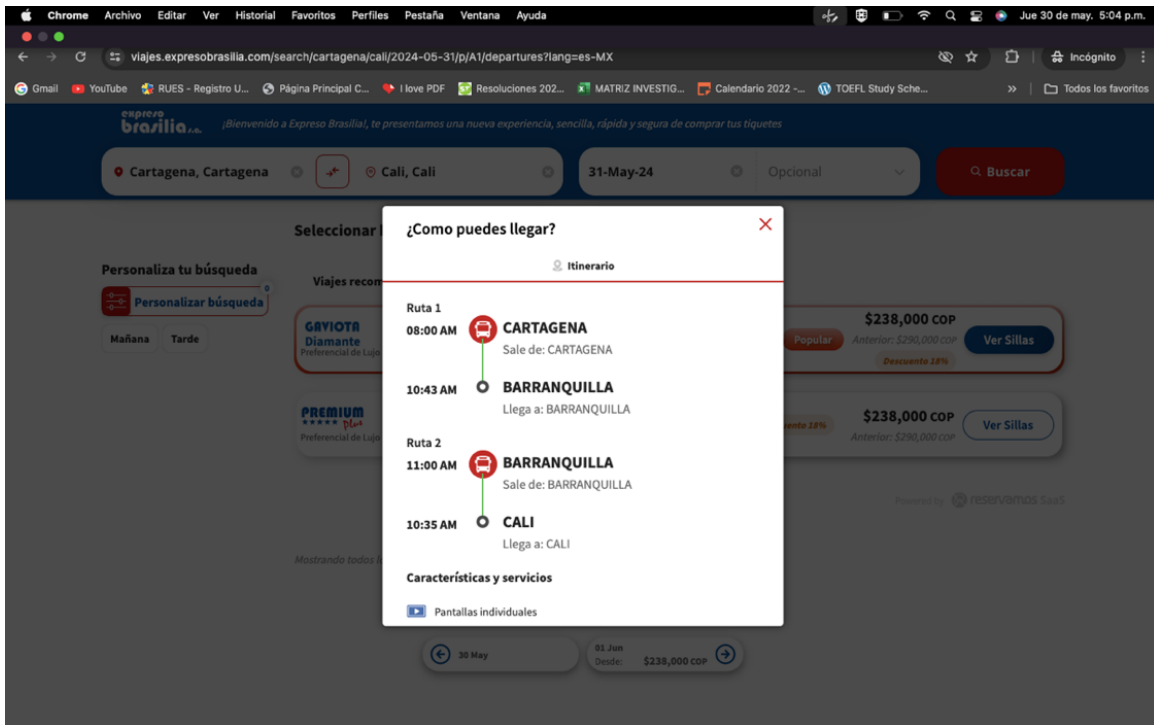 Chrome Archivo Editar Ver Historial Favoritos Perfiles Pestaña Ventana Ayuda Jue 30 de may. 5:04 p.m.
viajes.expresobrasilia.com/search/cartagena/cali/2024-05-31/p/A1/departures?lang=es-MX Incógnito
Gmail YouTube RUES - Registro U... Página Principal C... I love PDF Resoluciones 202... MATRIZ INVESTIG... Calendario 2022 -... TOEFL Study Sche... » Todos los favoritos
expreso
brasilia s.a. ¡Bienvenido a Expreso Brasilia!, te presentamos una nueva experiencia, sencilla, rápida y segura de comprar tus tiquetes
Cartagena, Cartagena Cali, Cali 31-May-24 Opcional Buscar
Seleccionar
¿Como puedes llegar?
Itinerario
Personaliza tu búsqueda
Personalizar búsqueda 0
Mañana Tarde
Viajes recom
GAVIOTA
Diamante
Preferencial de Lujo
Popular
$238,000 COP
Anterior: $290,000 COP
Descuento 18%
Ver Sillas
PREMIUM
Plus
Preferencial de Lujo
ento 18%
$238,000 COP
Anterior: $290,000 COP
Ver Sillas
Ruta 1
08:00 AM CARTAGENA
Sale de: CARTAGENA
10:43 AM BARRANQUILLA
Llega a: BARRANQUILLA
Ruta 2
11:00 AM BARRANQUILLA
Sale de: BARRANQUILLA
10:35 AM CALI
Llega a: CALI
Características y servicios
Pantallas individuales
Powered by reservamos SaaS
Mostrando todos l
30 May
01 Jun
Desde: $238,000 COP